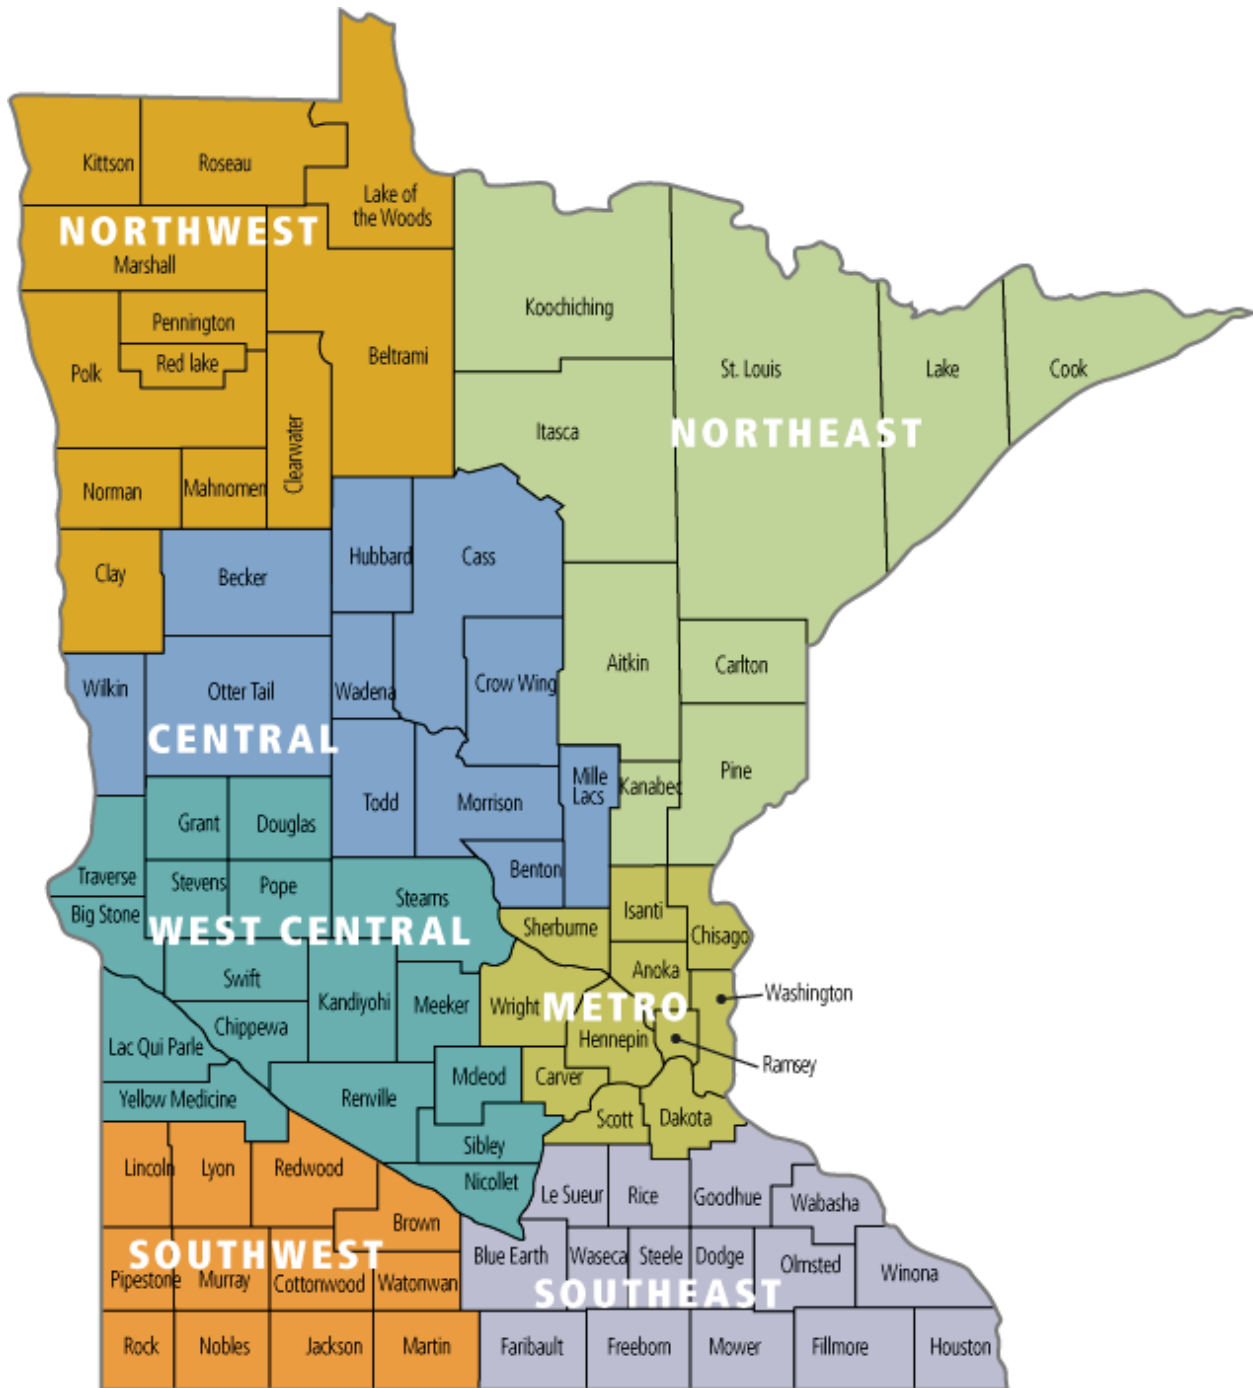 Kittson
Roseau
Lake of
the Woods
NORTHWEST
Marshall
Pennington
Red lake
Polk
Beltrami
Clearwater
Norman
Mahnomen
Clay
Koochiching
St. Louis
Lake
Cook
Itasca
NORTHEAST
Aitkin
Carlton
Pine
Kanabec
Hubbard
Cass
Becker
Wilkin
Otter Tail
Wadena
Crow Wing
CENTRAL
Todd
Morrison
Mille
Lacs
Benton
Grant
Douglas
Traverse
Stevens
Pope
Stearns
Big Stone
WEST CENTRAL
Swift
Kandiyohi
Meeker
Chippewa
Lac Qui Parle
Yellow Medicine
Renville
Mcleod
Sibley
Nicollet
Sherburne
Isanti
Chisago
Anoka
Washington
Wright
METRO
Hennepin
Ramsey
Carver
Scott
Dakota
Lincoln
Lyon
Redwood
Brown
SOUTHWEST
Pipestone
Murray
Cottonwood
Watonwan
Rock
Nobles
Jackson
Martin
Le Sueur
Rice
Goodhue
Wabasha
Blue Earth
Waseca
Steele
Dodge
Olmsted
Winona
SOUTHEAST
Faribault
Freeborn
Mower
Fillmore
Houston